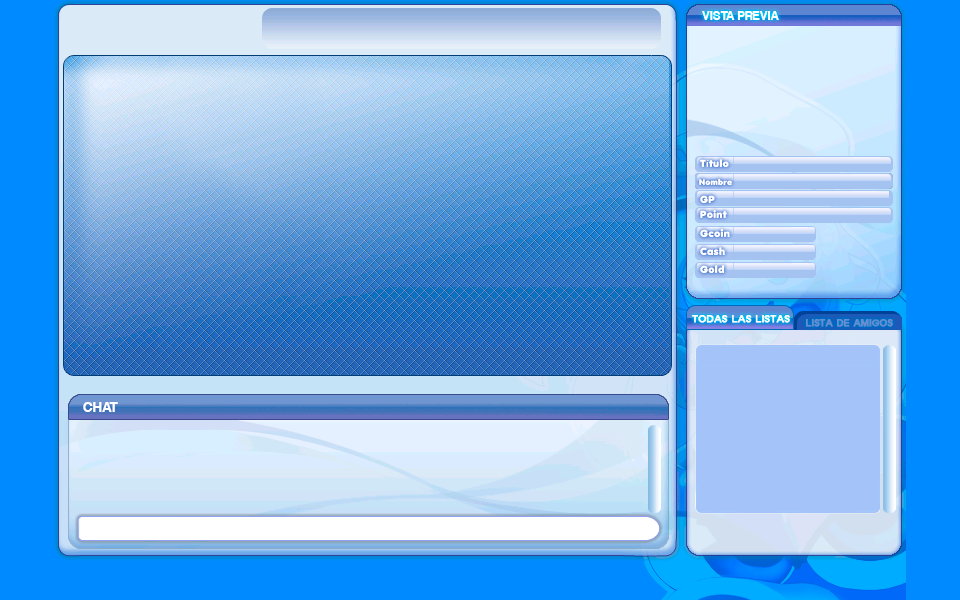 VISTA PREVIA
Titulo
Nombre
GP
Point
Gcoin
Cash
Gold
TODAS LAS LISTAS
LISTA DE AMIGOS
CHAT